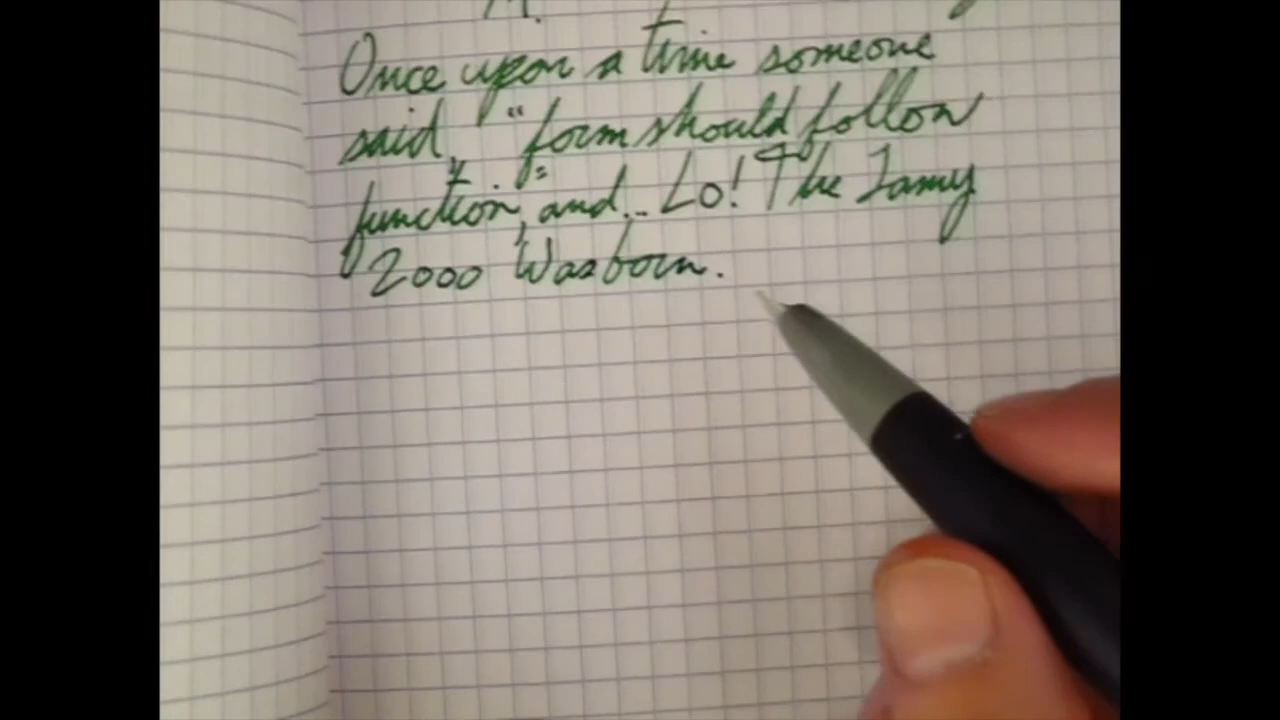 Once upon a time someone
said, "form should follow
function", and... Lo! The Lamy
2000 Was born.